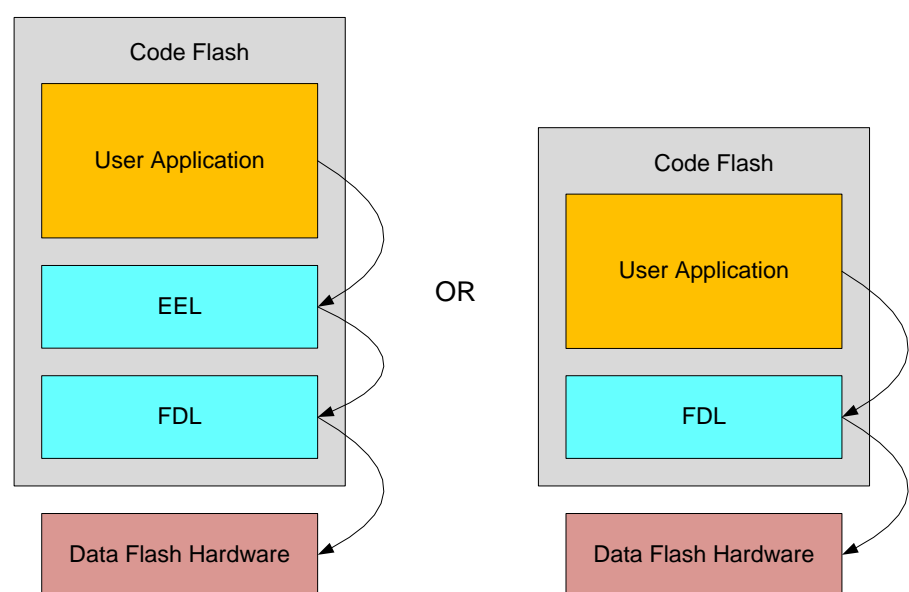 Code Flash
User Application
EEL
FDL
Data Flash Hardware
OR
Code Flash
User Application
FDL
Data Flash Hardware